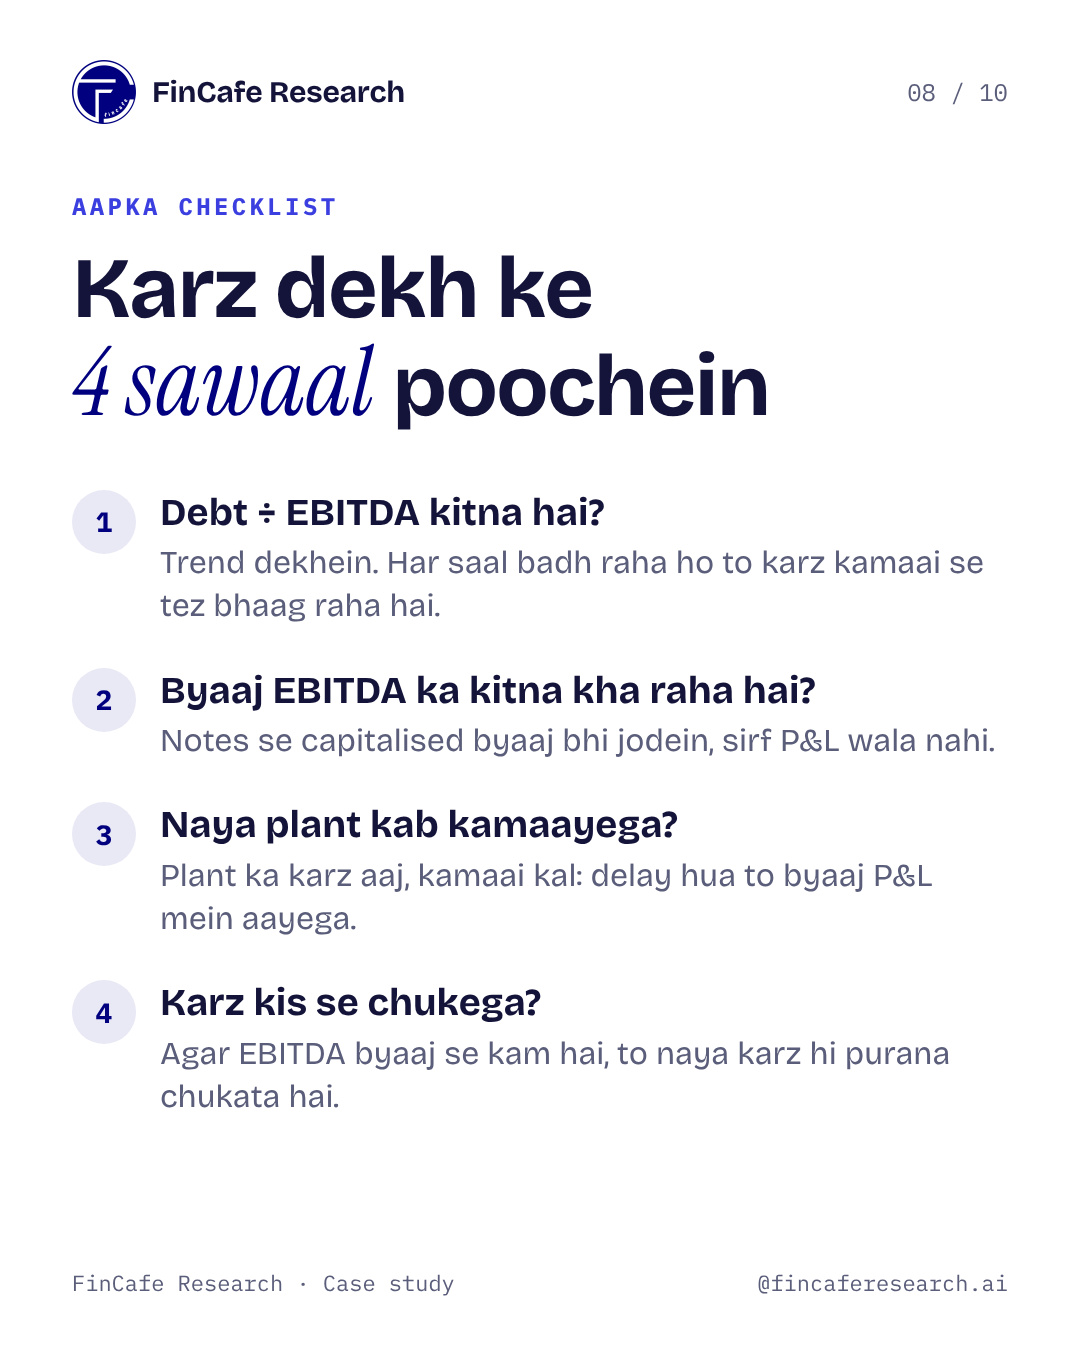 FinCafe Research
08 / 10
AAPKA CHECKLIST
Karz dekh ke
4 sawaal poochein
1
Debt ÷ EBITDA kitna hai?
Trend dekhein. Har saal badh raha ho to karz kamaai se
tez bhaag raha hai.
2
Byaaj EBITDA ka kitna kha raha hai?
Notes se capitalised byaaj bhi jodein, sirf P&L wala nahi.
3
Naya plant kab kamaayega?
Plant ka karz aaj, kamaai kal: delay hua to byaaj P&L
mein aayega.
4
Karz kis se chukega?
Agar EBITDA byaaj se kam hai, to naya karz hi purana
chukata hai.
FinCafe Research · Case study
@fincaferesearch.ai